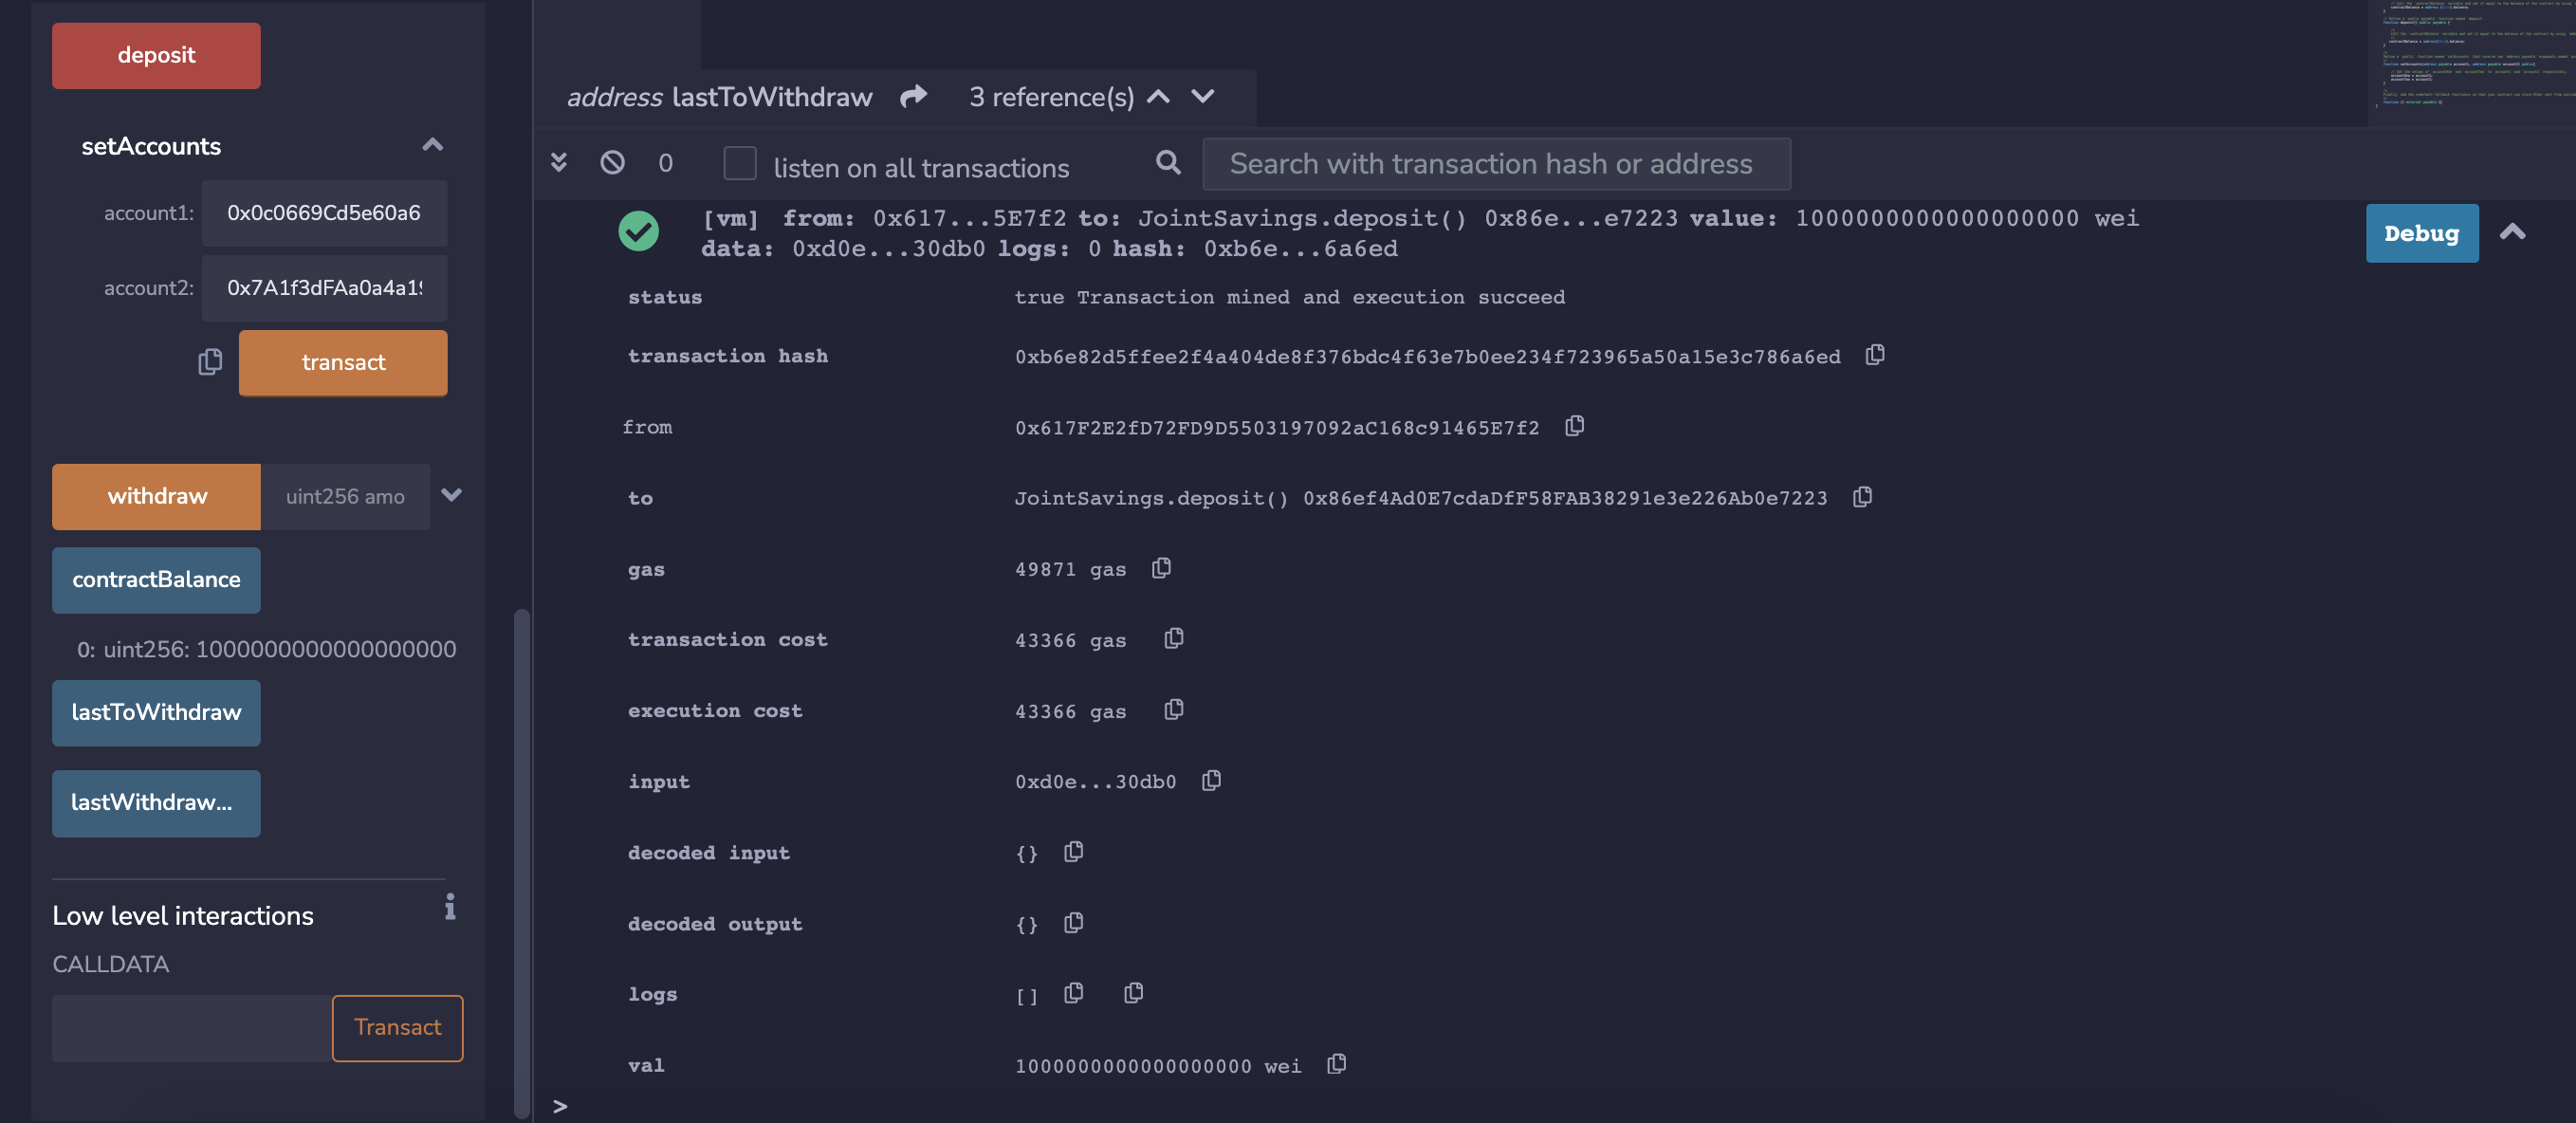 deposit
setAccounts
account1: 0x0c0669Cd5e60a6
account2: 0x7A1f3dFAa0a4a19
transact
withdraw uint256 amo
contractBalance
0: uint256: 1000000000000000000
lastToWithdraw
lastWithdraw...
Low level interactions
CALLDATA
Transact
address lastToWithdraw 3 reference(s)
0 listen on all transactions Search with transaction hash or address
[vm] from: 0x617...5E7f2 to: JointSavings.deposit() 0x86e...e7223 value: 1000000000000000000 wei
data: 0xd0e...30db0 logs: 0 hash: 0xb6e...6a6ed
Debug
status true Transaction mined and execution succeed
transaction hash 0xb6e82d5ffee2f4a404de8f376bdc4f63e7b0ee234f723965a50a15e3c786a6ed
from 0x617F2E2fD72FD9D5503197092aC168c91465E7f2
to JointSavings.deposit() 0x86ef4Ad0E7cdaDfF58FAB38291e3e226Ab0e7223
gas 49871 gas
transaction cost 43366 gas
execution cost 43366 gas
input 0xd0e...30db0
decoded input {}
decoded output {}
logs []
val 1000000000000000000 wei
>